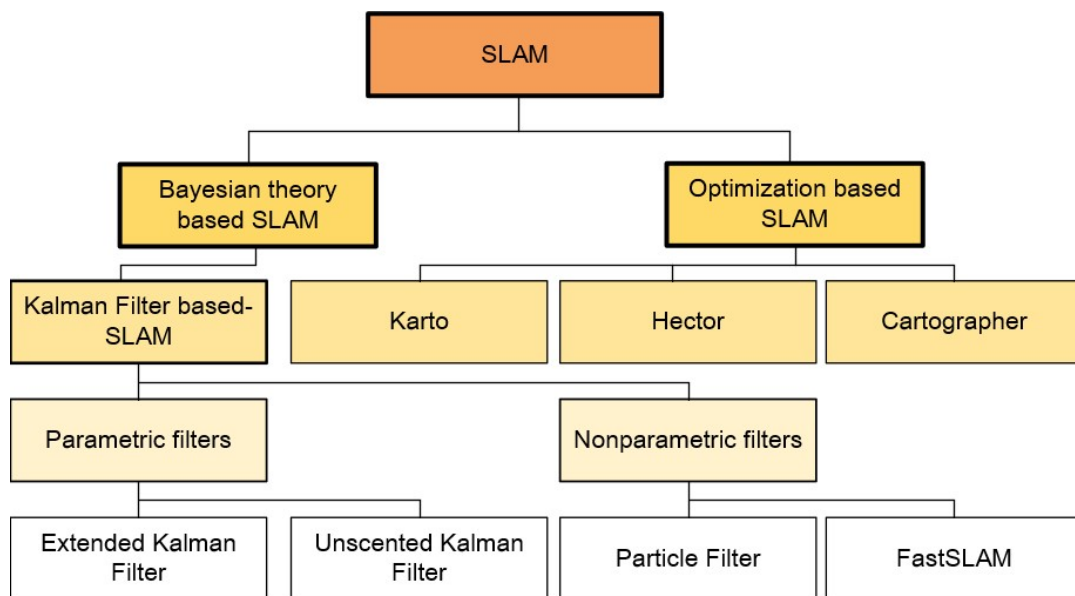 SLAM
Bayesian theory
based SLAM
Optimization based
SLAM
Kalman Filter based-
SLAM
Karto
Hector
Cartographer
Parametric filters
Nonparametric filters
Extended Kalman
Filter
Unscented Kalman
Filter
Particle Filter
FastSLAM